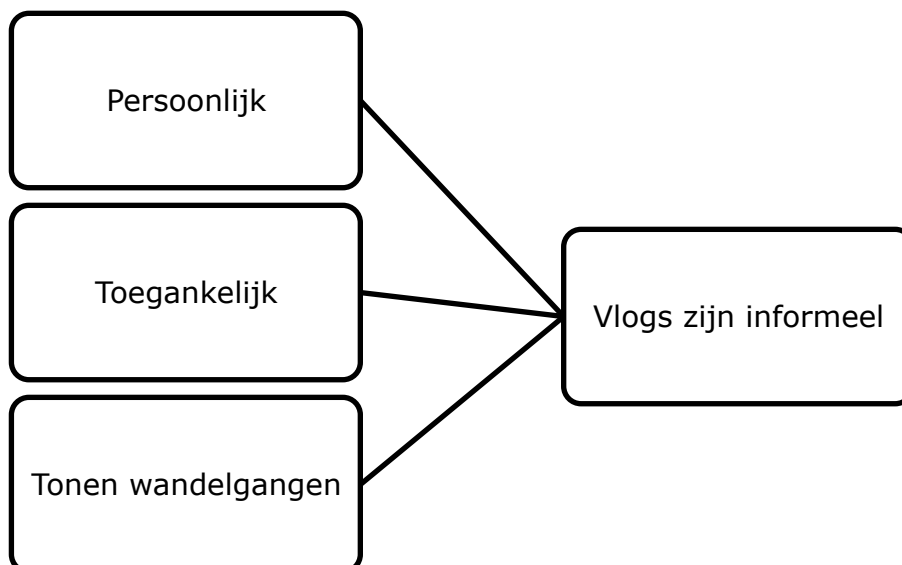 Persoonlijk
Toegankelijk
Tonen wandelgangen
Vlogs zijn informeel